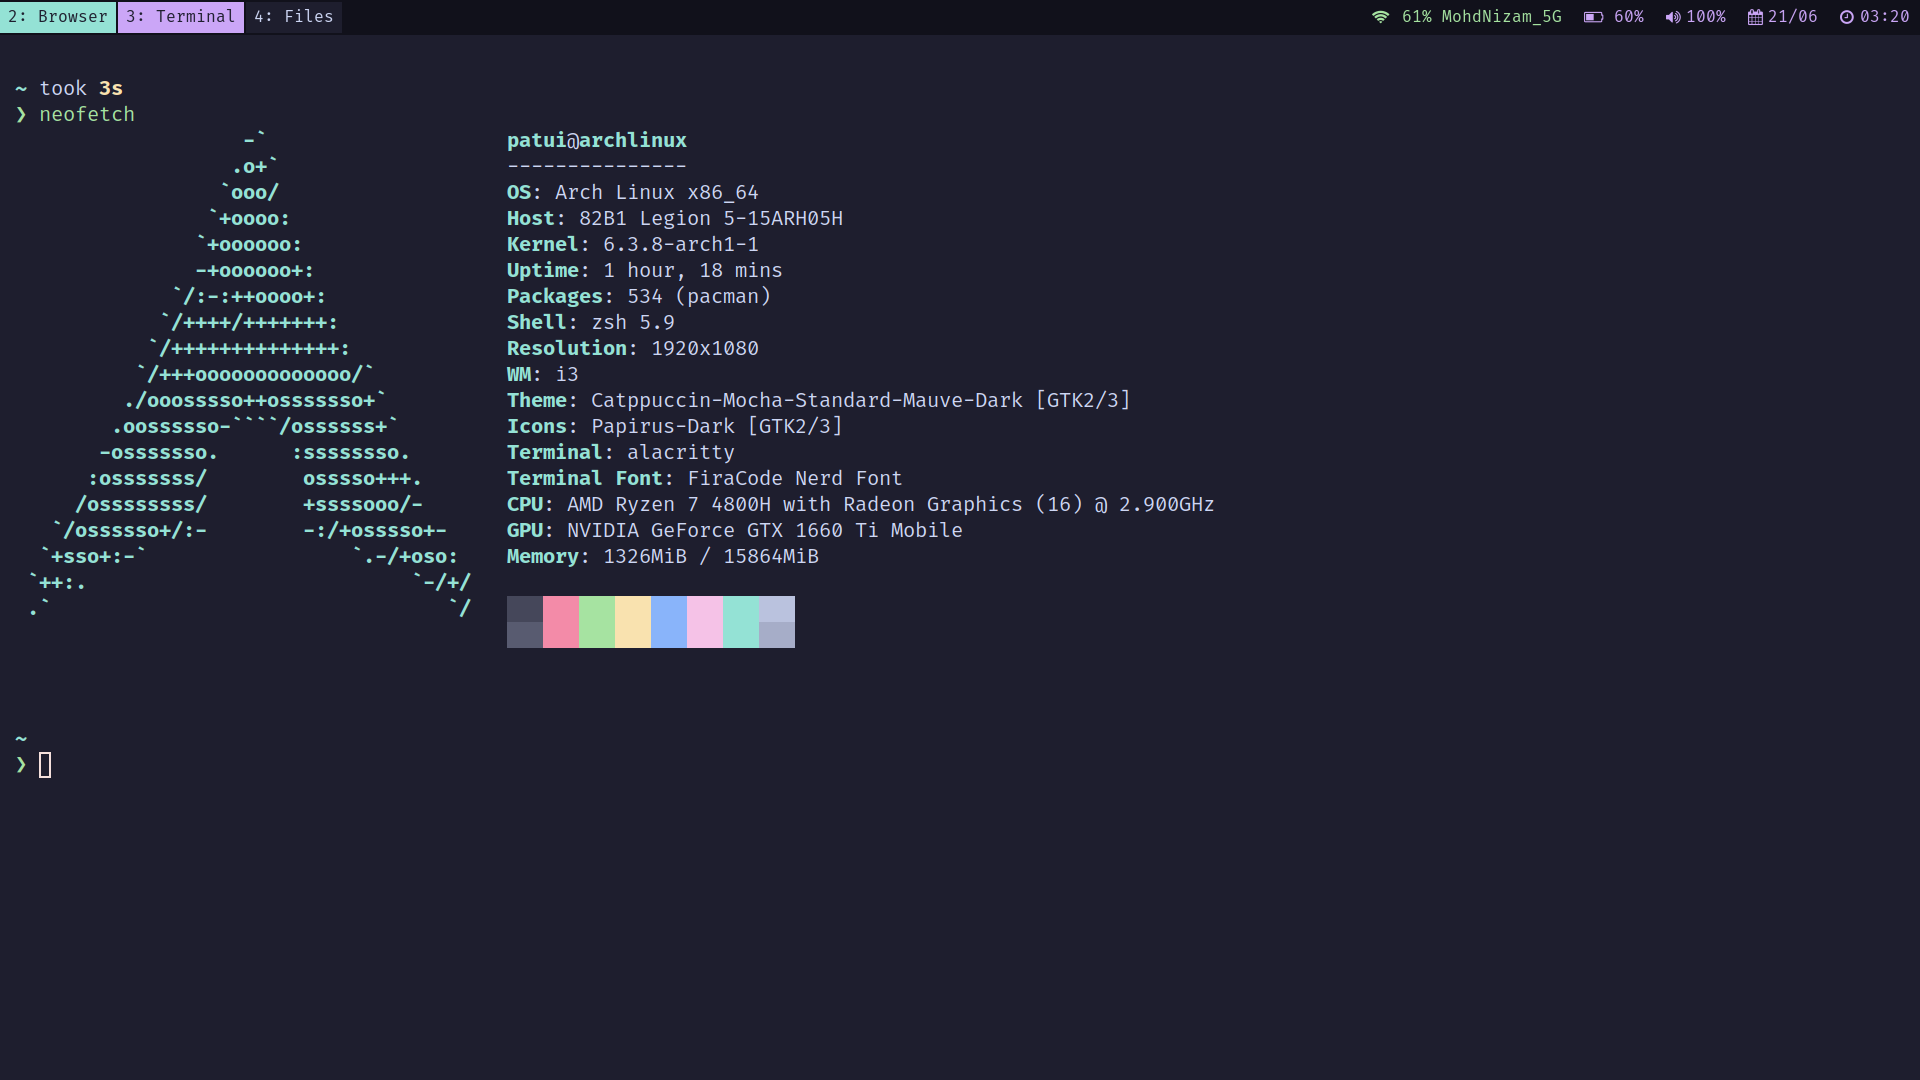 2: Browser 3: Terminal 4: Files 61% MohdNizam_5G 60% 100% 21/06 03:20
~ took 3s
❯ neofetch
                   -`                    patui@archlinux
                  .o+`                   ---------------
                 `ooo/                   OS: Arch Linux x86_64
                `+oooo:                  Host: 82B1 Legion 5-15ARH05H
               `+oooooo:                 Kernel: 6.3.8-arch1-1
               -+oooooo+:                Uptime: 1 hour, 18 mins
             `/:-:++oooo+:               Packages: 534 (pacman)
            `/++++/+++++++:              Shell: zsh 5.9
           `/++++++++++++++:             Resolution: 1920x1080
          `/+++ooooooooooooo/`           WM: i3
         ./ooosssso++osssssso+`          Theme: Catppuccin-Mocha-Standard-Mauve-Dark [GTK2/3]
        .oossssso-````/ossssss+`         Icons: Papirus-Dark [GTK2/3]
       -osssssso.      :ssssssso.        Terminal: alacritty
      :osssssss/        osssso+++.       Terminal Font: FiraCode Nerd Font
     /ossssssss/        +ssssooo/-       CPU: AMD Ryzen 7 4800H with Radeon Graphics (16) @ 2.900GHz
   `/ossssso+/:-        -:/+osssso+-     GPU: NVIDIA GeForce GTX 1660 Ti Mobile
  `+sso+:-`                 `.-/+oso:    Memory: 1326MiB / 15864MiB
 `++:.                           `-/+/
 .`                                 `/
~
❯